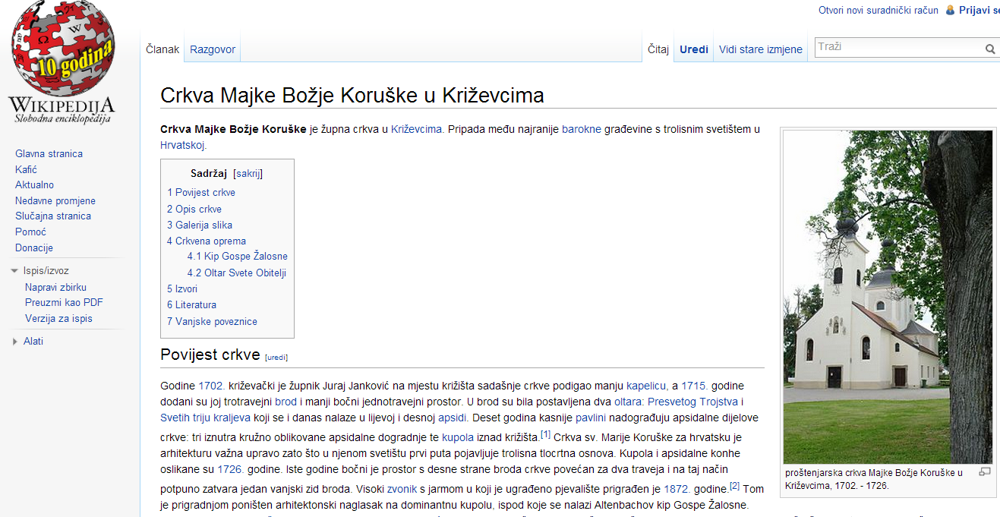 Otvori novi suradnički račun Prijavi se
10 godina
WIKIPEDIJA
Slobodna enciklopedija
Članak Razgovor Čitaj Uredi Vidi stare izmjene Traži
Glavna stranica
Kafić
Aktualno
Nedavne promjene
Slučajna stranica
Pomoć
Donacije
Ispis/izvoz
Napravi zbirku
Preuzmi kao PDF
Verzija za ispis
Alati
Crkva Majke Božje Koruške u Križevcima
Crkva Majke Božje Koruške je župna crkva u Križevcima. Pripada među najranije barokne građevine s trolisnim svetištem u
Hrvatskoj.
Sadržaj [sakrij]
1 Povijest crkve
2 Opis crkve
3 Galerija slika
4 Crkvena oprema
4.1 Kip Gospe Žalosne
4.2 Oltar Svete Obitelji
5 Izvori
6 Literatura
7 Vanjske poveznice
Povijest crkve [uredi]
Godine 1702. križevački je župnik Juraj Janković na mjestu križišta sadašnje crkve podigao manju kapelicu, a 1715. godine
dodani su joj trotravejni brod i manji bočni jednotravejni prostor. U brod su bila postavljena dva oltara: Presvetog Trojstva i
Svetih triju kraljeva koji se i danas nalaze u lijevoj i desnoj apsidi. Deset godina kasnije pavlini nadograđuju apsidalne dijelove
crkve: tri iznutra kružno oblikovane apsidalne dogradnje te kupola iznad križišta.[1] Crkva sv. Marije Koruške za hrvatsku je
arhitekturu važna upravo zato što u njenom svetištu prvi puta pojavljuje trolisna tlocrtna osnova. Kupola i apsidalne konhe
oslikane su 1726. godine. Iste godine bočni je prostor s desne strane broda crkve povećan za dva traveja i na taj način
potpuno zatvara jedan vanjski zid broda. Visoki zvonik s jarmom u koji je ugrađeno pjevalište prigrađen je 1872. godine.[2] Tom
je prigradnjom poništen arhitektonski naglasak na dominantnu kupolu, ispod koje se nalazi Altenbachov kip Gospe Žalosne.
proštenjarska crkva Majke Božje Koruške u
Križevcima, 1702. - 1726.